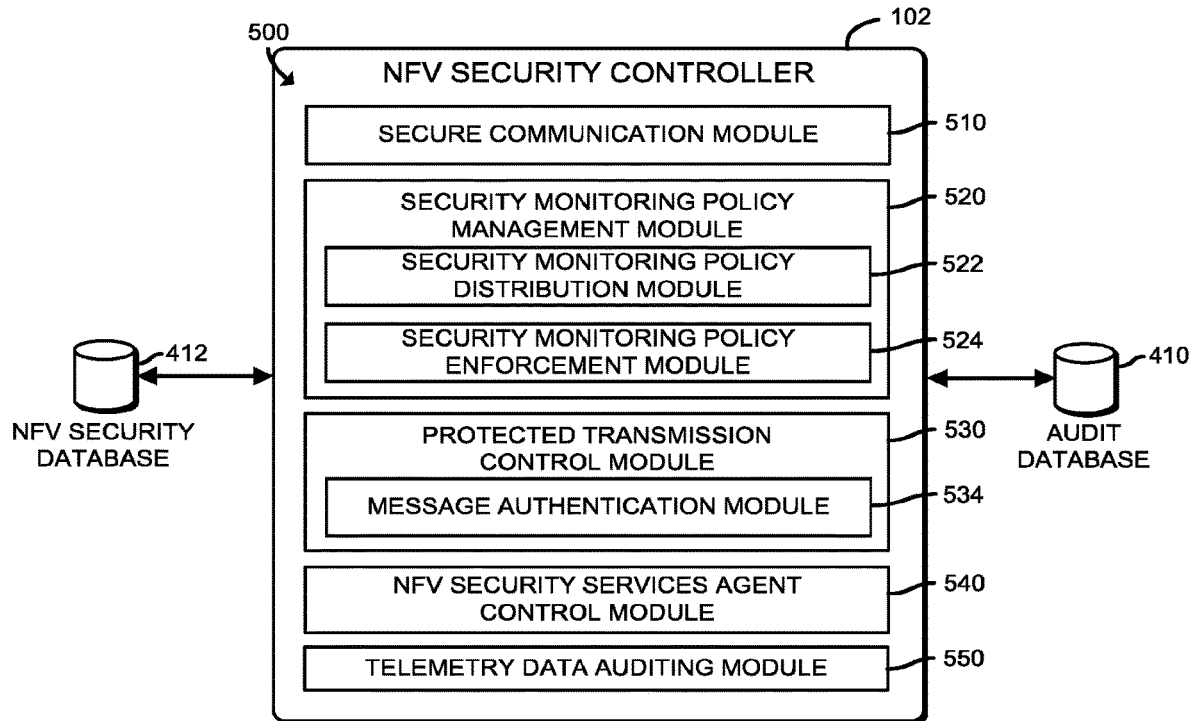 102
500
NFV SECURITY CONTROLLER
SECURE COMMUNICATION MODULE
510
SECURITY MONITORING POLICY
MANAGEMENT MODULE
520
SECURITY MONITORING POLICY
DISTRIBUTION MODULE
522
SECURITY MONITORING POLICY
ENFORCEMENT MODULE
524
412
NFV SECURITY
DATABASE
410
AUDIT
DATABASE
PROTECTED TRANSMISSION
CONTROL MODULE
530
MESSAGE AUTHENTICATION MODULE
534
NFV SECURITY SERVICES AGENT
CONTROL MODULE
540
TELEMETRY DATA AUDITING MODULE
550